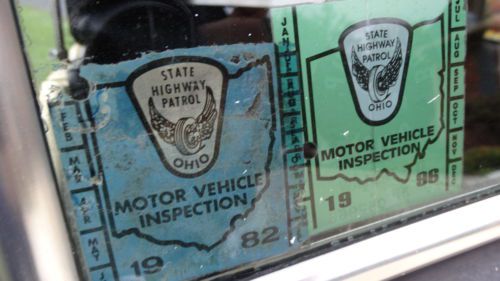 STATE
HIGHWAY
PATROL
OHIO
MOTOR VEHICLE
INSPECTION
19 82
FEB
MAR
APR
MAY
JAN
STATE
HIGHWAY
PATROL
OHIO
MOTOR VEHICLE
INSPECTION
19 86
JUL
AUG
SEP
OCT
NOV
DEC